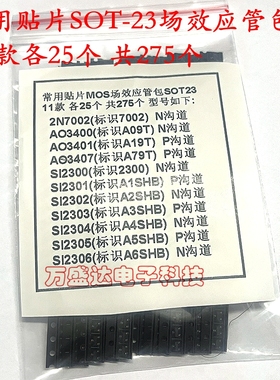 用贴片SOT-23场效应管包
款各25个 共275个
常用贴片MOS场效应管包SOT23
11款 各25个 共275个 型号如下:
2N7002(标识7002) N沟道
AO3400(标识A09T) N沟道
AO3401(标识A19T) P沟道
AO3407(标识A79T) P沟道
SI2300(标识2300) N沟道
SI2301(标识A1SHB) P沟道
SI2302(标识A2SHB) N沟道
SI2303(标识A3SHB) P沟道
SI2304(标识A4SHB) N沟道
SI2305(标识A5SHB) P沟道
SI2306(标识A6SHB) N沟道
万盛达电子科技